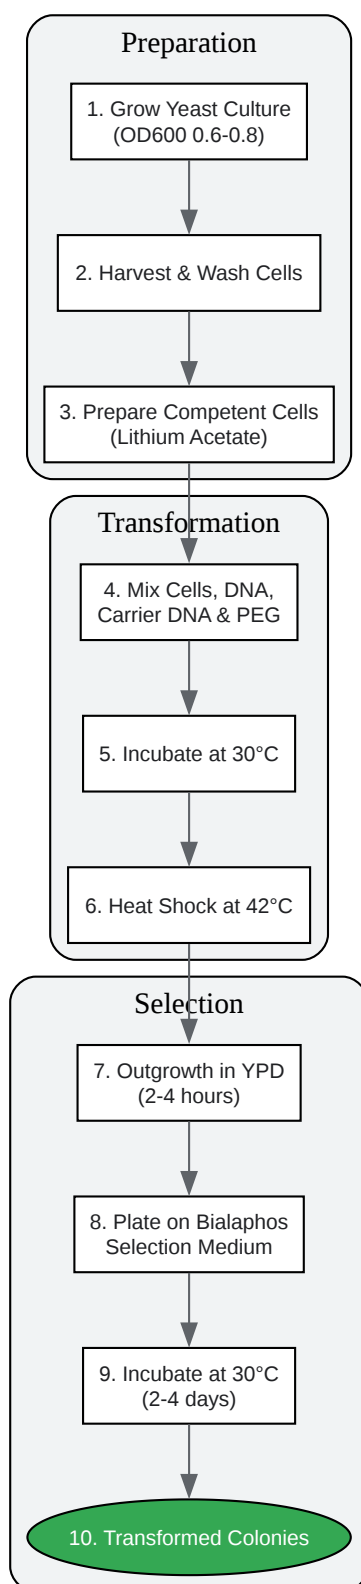 Preparation
1. Grow Yeast Culture
(OD600 0.6-0.8)
2. Harvest & Wash Cells
3. Prepare Competent Cells
(Lithium Acetate)
Transformation
4. Mix Cells, DNA,
Carrier DNA & PEG
5. Incubate at 30°C
6. Heat Shock at 42°C
Selection
7. Outgrowth in YPD
(2-4 hours)
8. Plate on Bialaphos
Selection Medium
9. Incubate at 30°C
(2-4 days)
10. Transformed Colonies